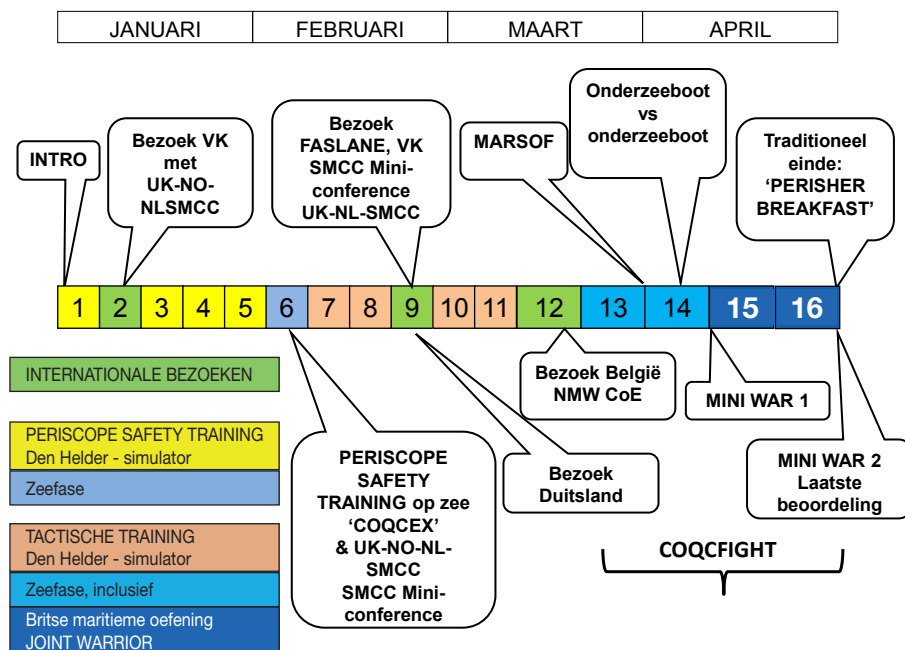 JANUARI FEBRUARI MAART APRIL
INTRO
Bezoek VK
met
UK-NO-
NLSMCC
Bezoek
FASLANE, VK
SMCC Mini-
conference
UK-NL-SMCC
MARSOF
Onderzeeboot
vs
onderzeeboot
Traditioneel
einde:
‘PERISHER
BREAKFAST’
1 2 3 4 5 6 7 8 9 10 11 12 13 14 15 16
INTERNATIONALE BEZOEKEN
PERISCOPE SAFETY TRAINING
Den Helder - simulator
Zeefase
TACTISCHE TRAINING
Den Helder - simulator
Zeefase, inclusief
Britse maritieme oefening
JOINT WARRIOR
PERISCOPE
SAFETY
TRAINING op zee
‘COQCEX’
& UK-NO-NL-
SMCC
SMCC Mini-
conference
Bezoek
Duitsland
Bezoek België
NMW CoE
MINI WAR 1
MINI WAR 2
Laatste
beoordeling
COQCFIGHT